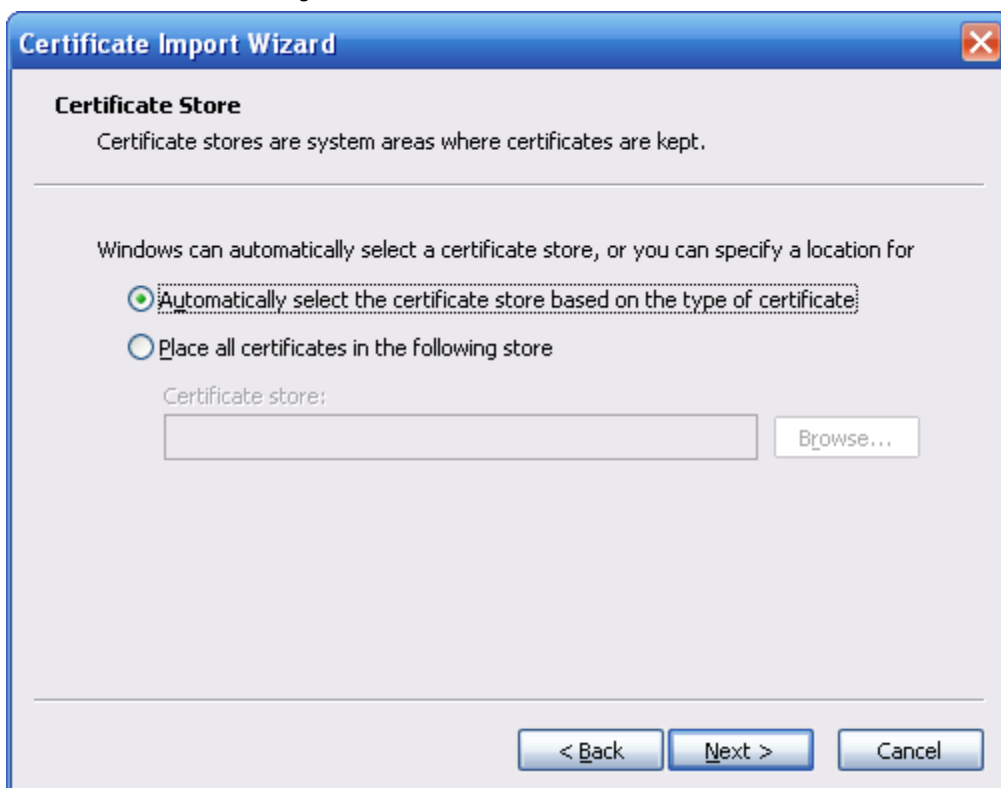 Certificate Import Wizard
Certificate Store
Certificate stores are system areas where certificates are kept.
Windows can automatically select a certificate store, or you can specify a location for
Automatically select the certificate store based on the type of certificate
Place all certificates in the following store
Certificate store:
Browse...
< Back
Next >
Cancel